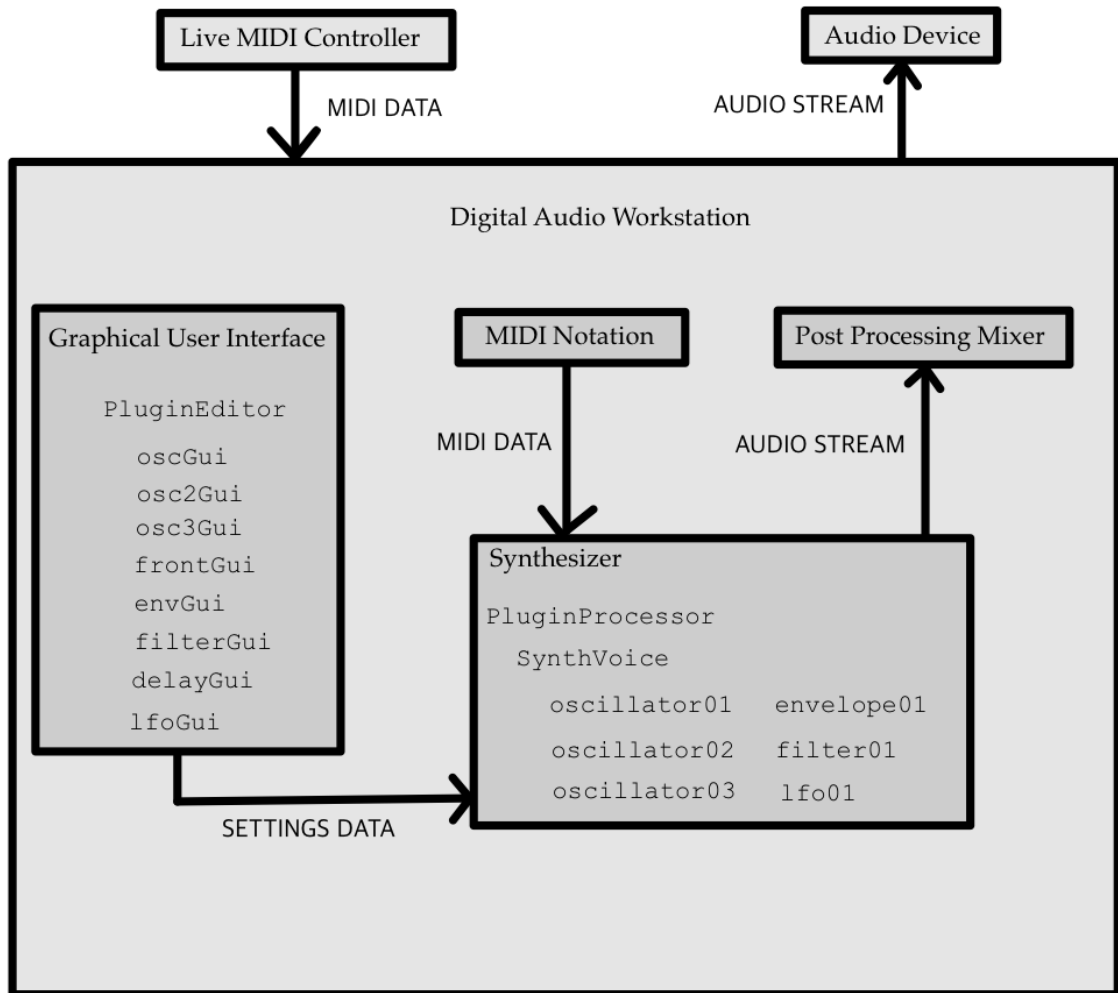 Live MIDI Controller
Audio Device
MIDI DATA
AUDIO STREAM
Digital Audio Workstation
Graphical User Interface
PluginEditor
oscGui
osc2Gui
osc3Gui
frontGui
envGui
filterGui
delayGui
lfoGui
MIDI Notation
Post Processing Mixer
MIDI DATA
AUDIO STREAM
Synthesizer
PluginProcessor
SynthVoice
oscillator01 envelope01
oscillator02 filter01
oscillator03 lfo01
SETTINGS DATA